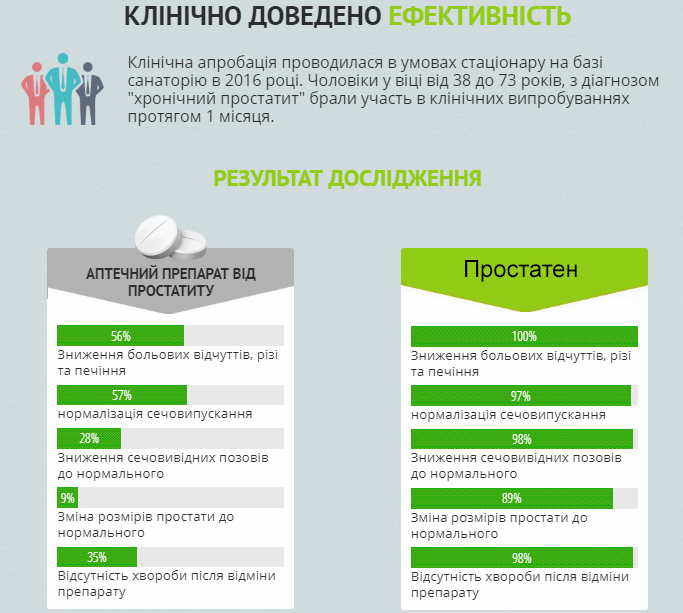 КЛІНІЧНО ДОВЕДЕНО ЕФЕКТИВНІСТЬ
Клінічна апробація проводилася в умовах стаціонару на базі
санаторію в 2016 році. Чоловіки у віці від 38 до 73 років, з діагнозом
"хронічний простатит" брали участь в клінічних випробуваннях
протягом 1 місяця.
РЕЗУЛЬТАТ ДОСЛІДЖЕННЯ
АПТЕЧНИЙ ПРЕПАРАТ ВІД
ПРОСТАТИТУ
56%
Зниження больових відчуттів, різі
та печіння
57%
нормалізація сечовипускання
28%
Зниження сечовивідних позовів
до нормального
9%
Зміна розмірів простати до
нормального
35%
Відсутність хвороби після відміни
препарату
Простатен
100%
Зниження больових відчуттів, різі
та печіння
97%
нормалізація сечовипускання
98%
Зниження сечовивідних позовів
до нормального
89%
Зміна розмірів простати до
нормального
98%
Відсутність хвороби після відміни
препарату